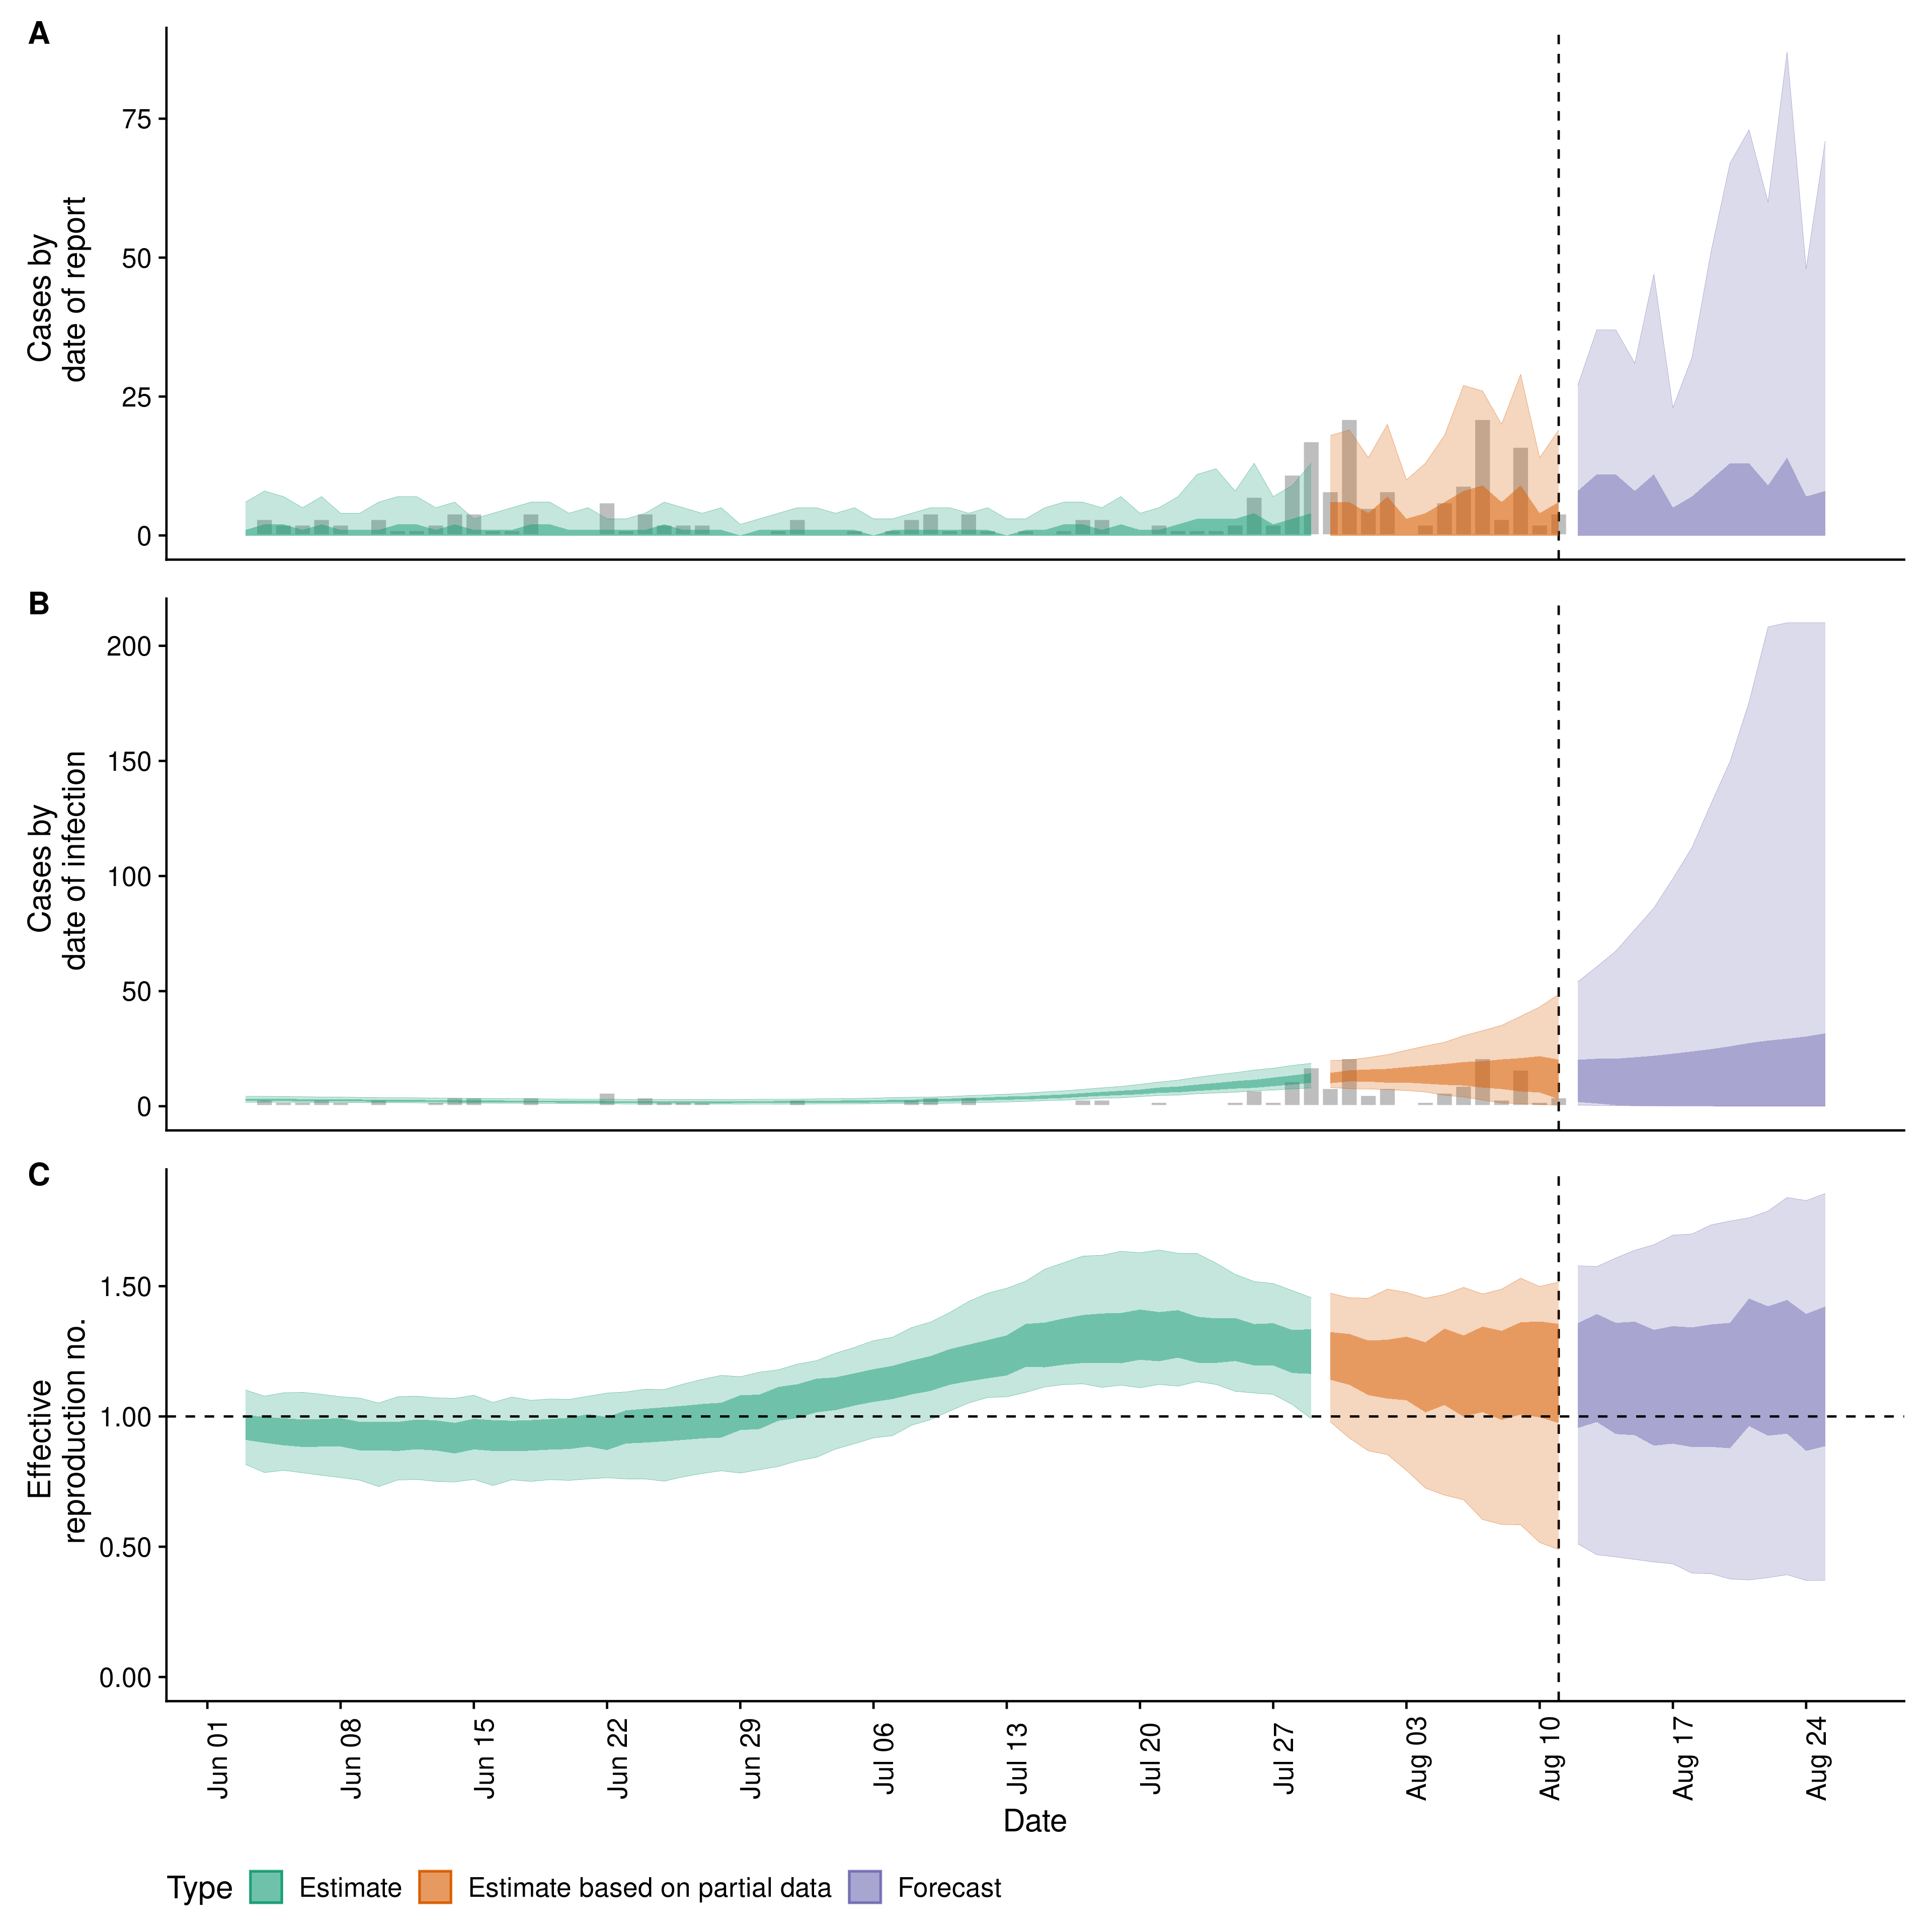 A
Cases by
date of report
75
50
25
0
B
Cases by
date of infection
200
150
100
50
0
C
Effective
reproduction no.
1.50
1.00
0.50
0.00
Jun 01
Jun 08
Jun 15
Jun 22
Jun 29
Jul 06
Jul 13
Jul 20
Jul 27
Aug 03
Aug 10
Aug 17
Aug 24
Date
Type Estimate Estimate based on partial data Forecast